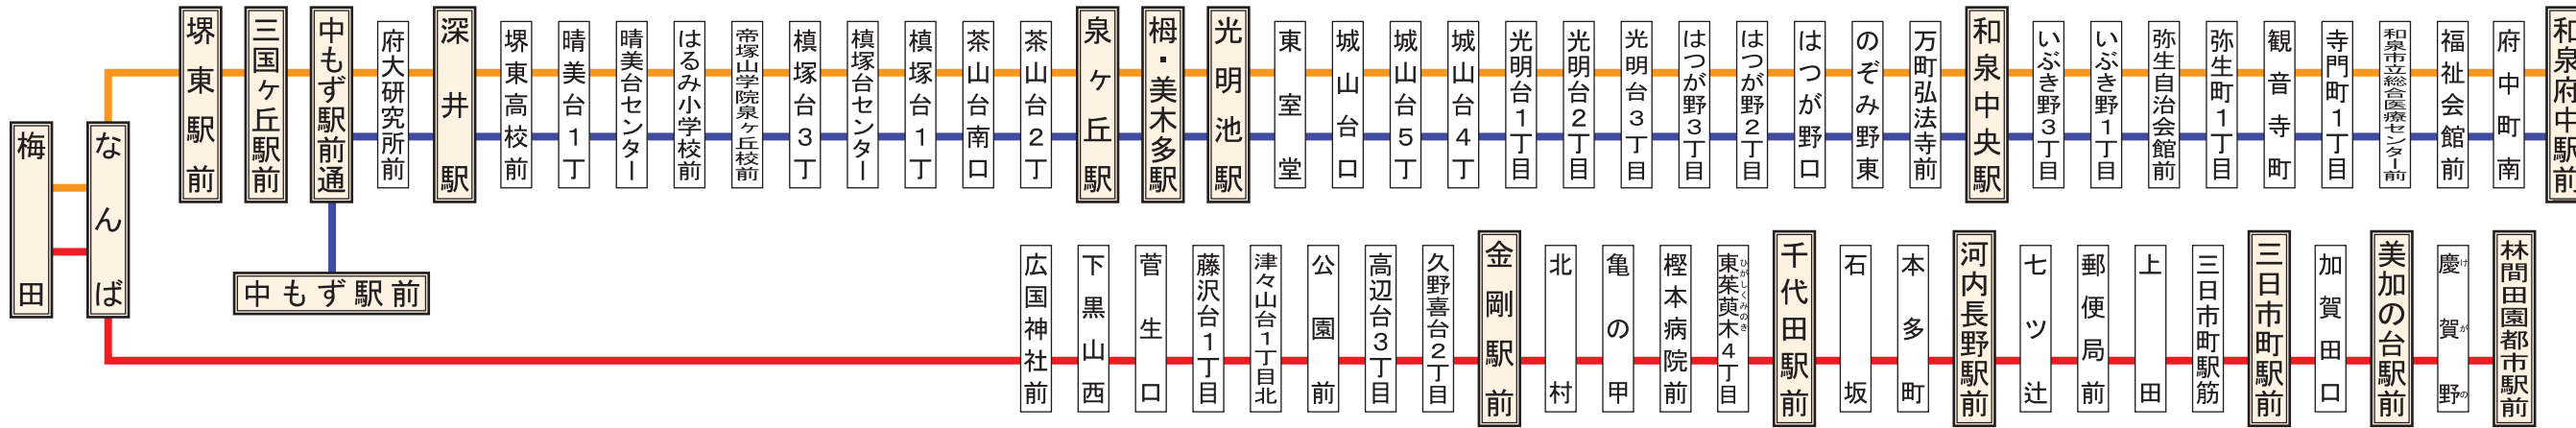 梅田
なんば
堺東駅前
三国ヶ丘駅前
中もず駅前通
府大研究所前
深井駅
堺東高校前
晴美台1丁
晴美台センター
はるみ小学校前
帝塚山学院泉ヶ丘校前
槙塚台3丁
槙塚台センター
槙塚台1丁
茶山台南口
茶山台2丁
泉ヶ丘駅
栂・美木多駅
光明池駅
東室堂
城山台口
城山台5丁
城山台4丁
光明台1丁目
光明台2丁目
光明台3丁目
はつが野3丁目
はつが野2丁目
はつが野口
のぞみ野東
万町弘法寺前
和泉中央駅
いぶき野3丁目
いぶき野1丁目
弥生自治会館前
弥生町1丁目
観音寺町
寺門町1丁目
和泉市立総合医療センター前
福祉会館前
府中町南
和泉府中駅前
中もず駅前
広国神社前
下黒山西
菅生口
藤沢台1丁目
津々山台1丁目北
公園前
高辺台3丁目
久野喜台2丁目
金剛駅前
北村
亀の甲
樫本病院前
東茱萸木4丁目
ひがしくみのき
千代田駅前
石坂
本多町
河内長野駅前
七ツ辻
郵便局前
上田
三日市町駅筋
三日市町駅前
加賀田口
美加の台駅前
慶賀野
けがの
林間田園都市駅前